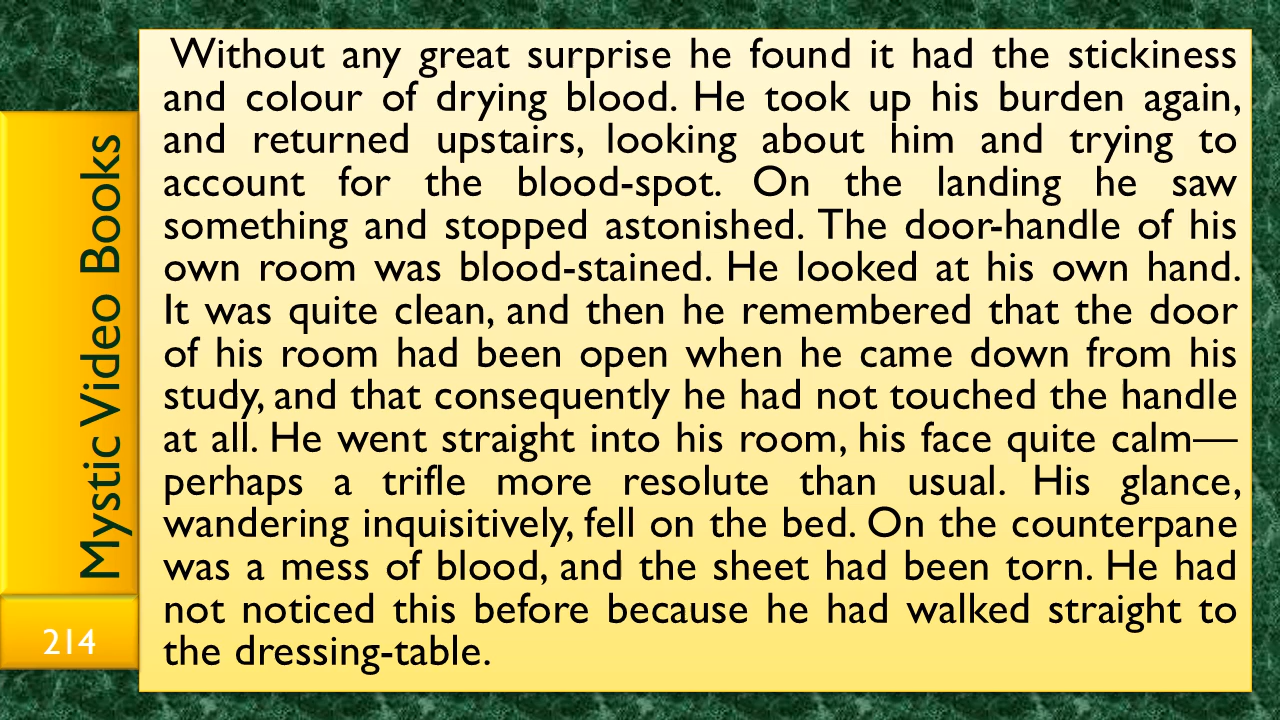 Without any great surprise he found it had the stickiness
and colour of drying blood. He took up his burden again,
and returned upstairs, looking about him and trying to
account for the blood-spot. On the landing he saw
something and stopped astonished. The door-handle of his
own room was blood-stained. He looked at his own hand.
It was quite clean, and then he remembered that the door
of his room had been open when he came down from his
study, and that consequently he had not touched the handle
at all. He went straight into his room, his face quite calm—
perhaps a trifle more resolute than usual. His glance,
wandering inquisitively, fell on the bed. On the counterpane
was a mess of blood, and the sheet had been torn. He had
not noticed this before because he had walked straight to
the dressing-table.
Mystic Video Books
214